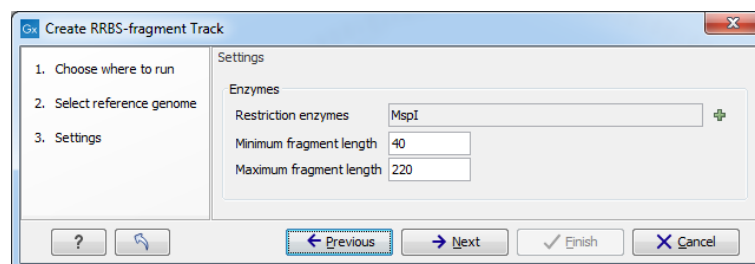 Gx Create RRBS-fragment Track
X
1. Choose where to run
2. Select reference genome
3. Settings
Settings
Enzymes
Restriction enzymes MspI
Minimum fragment length 40
Maximum fragment length 220
? Previous Next Finish Cancel